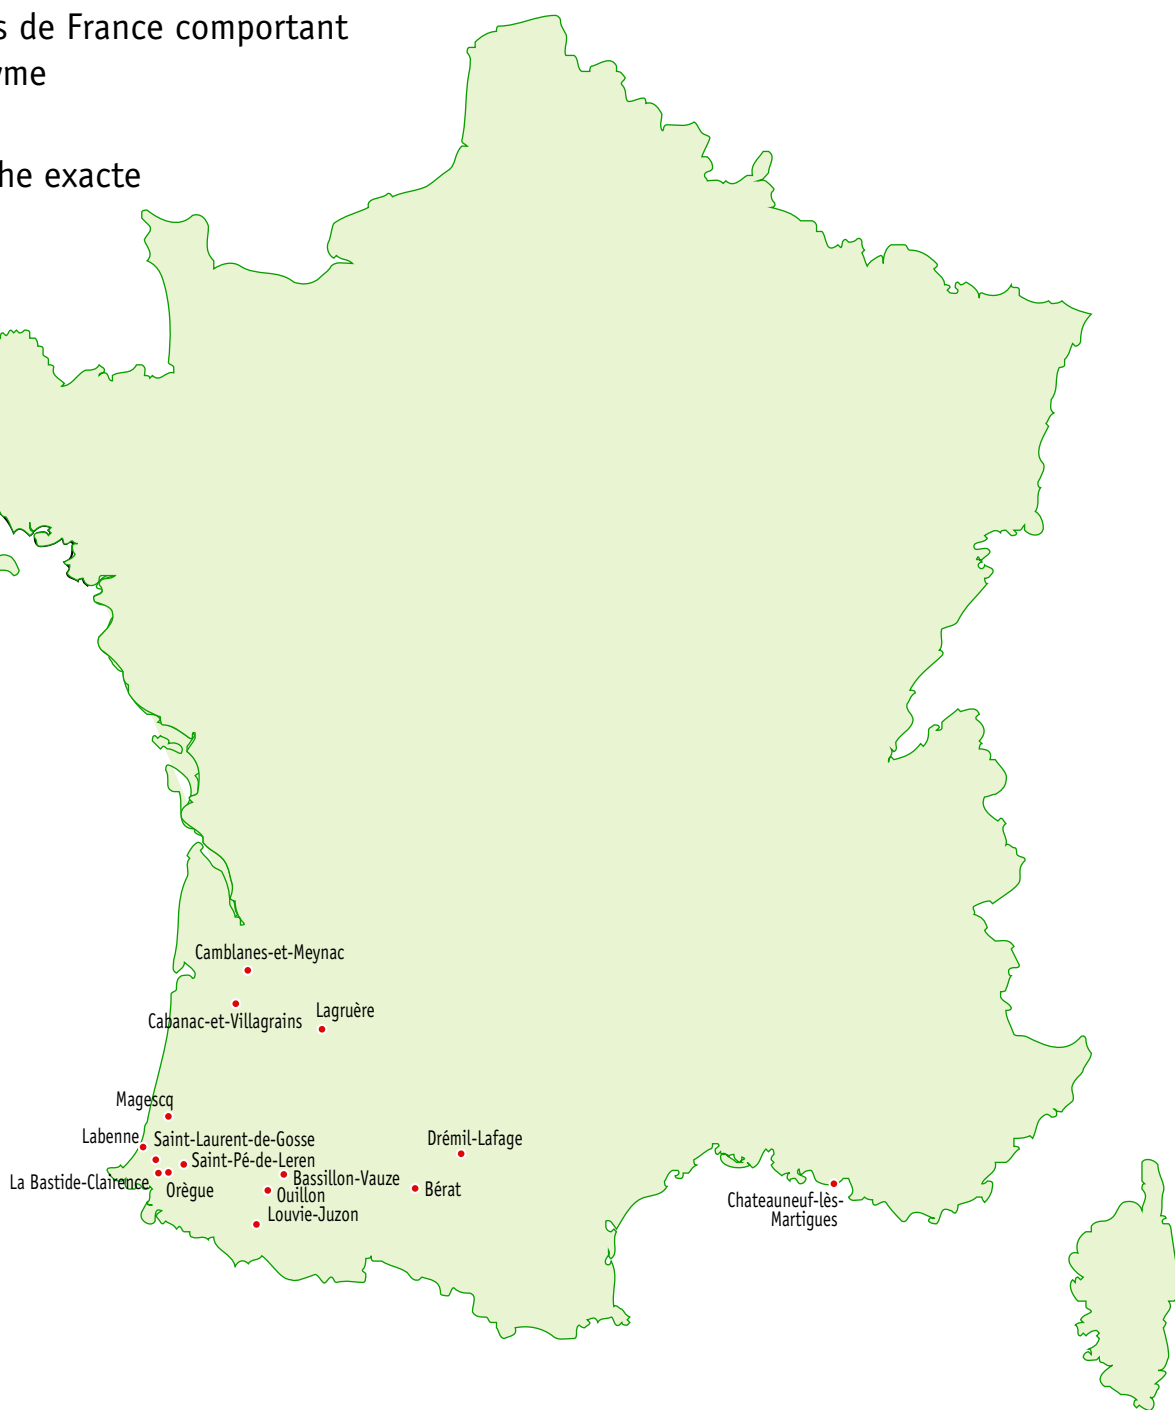 s de France comportant
yme
he exacte
Camblanes-et-Meynac
Cabanac-et-Villagrains
Lagruère
Magescq
Labenne
Saint-Laurent-de-Gosse
Saint-Pé-de-Leren
La Bastide-Clairence
Orègue
Bassillon-Vauze
Ouillon
Louvie-Juzon
Drémil-Lafage
Bérat
Chateauneuf-lès-
Martigues